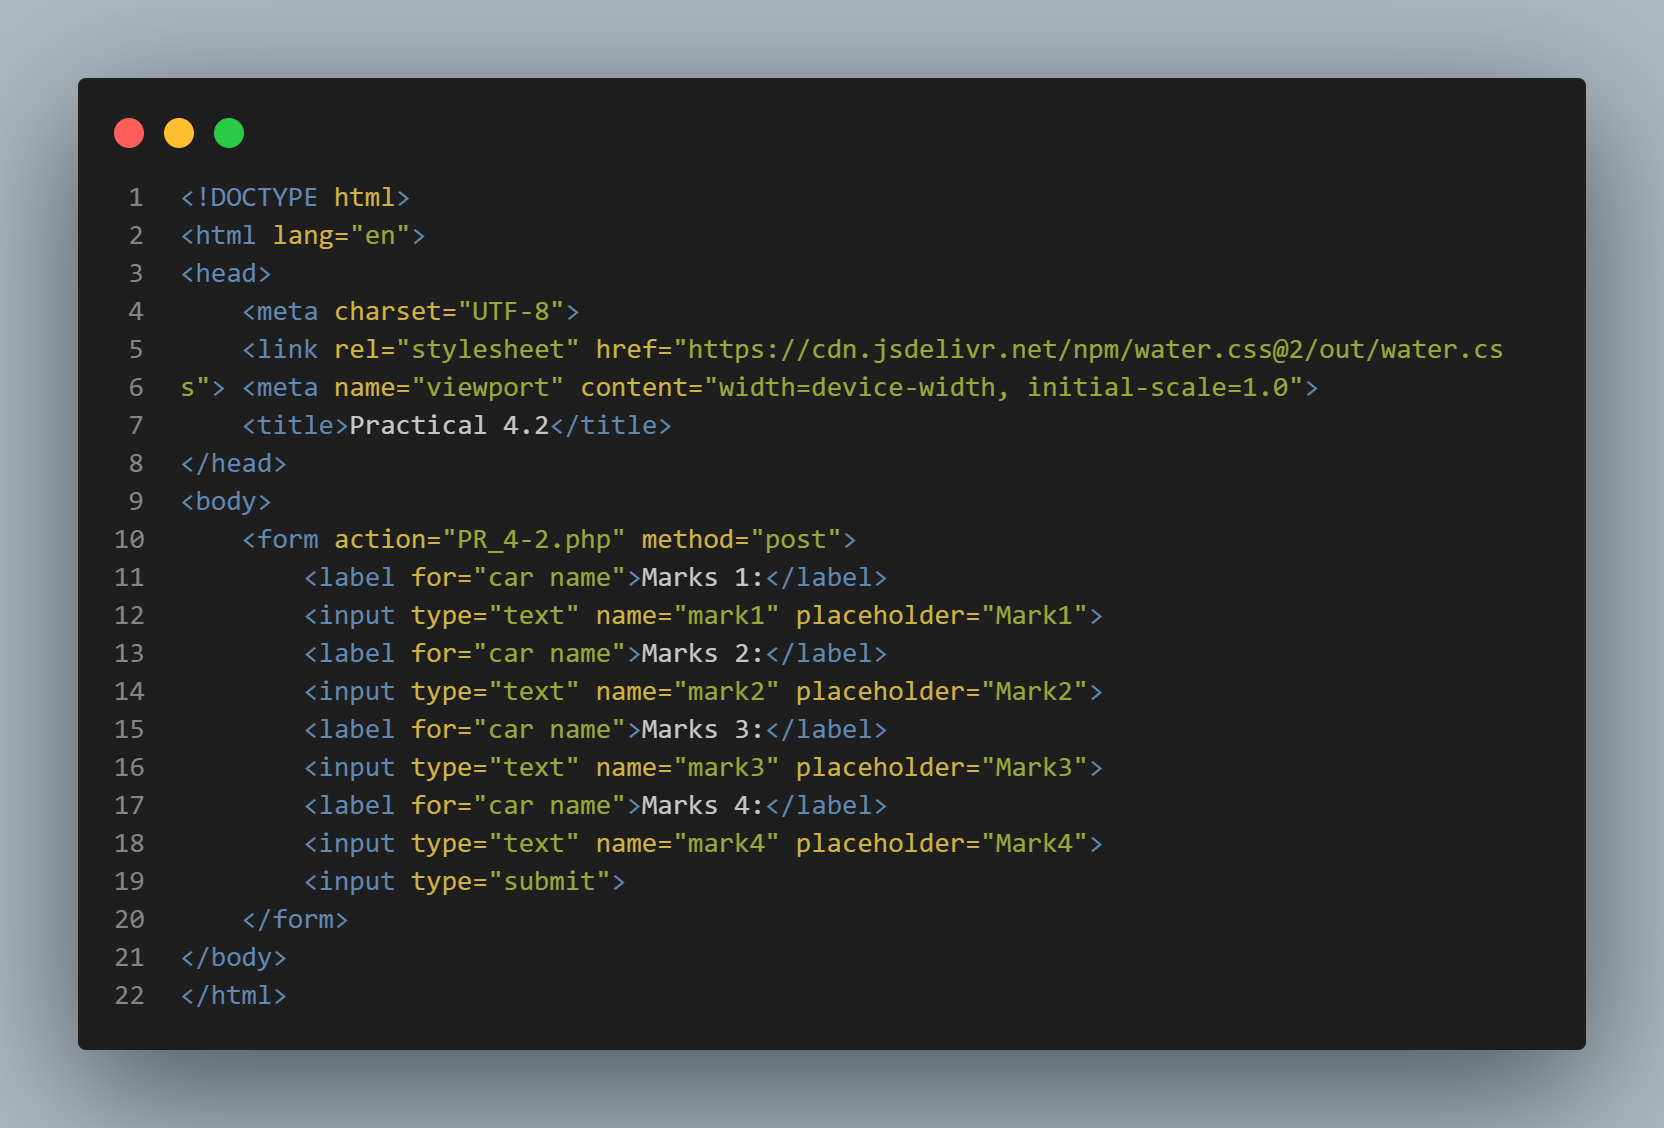 1 <!DOCTYPE html>
2 <html lang="en">
3 <head>
4     <meta charset="UTF-8">
5     <link rel="stylesheet" href="https://cdn.jsdelivr.net/npm/water.css@2/out/water.cs
6 s"> <meta name="viewport" content="width=device-width, initial-scale=1.0">
7     <title>Practical 4.2</title>
8 </head>
9 <body>
10     <form action="PR_4-2.php" method="post">
11         <label for="car name">Marks 1:</label>
12         <input type="text" name="mark1" placeholder="Mark1">
13         <label for="car name">Marks 2:</label>
14         <input type="text" name="mark2" placeholder="Mark2">
15         <label for="car name">Marks 3:</label>
16         <input type="text" name="mark3" placeholder="Mark3">
17         <label for="car name">Marks 4:</label>
18         <input type="text" name="mark4" placeholder="Mark4">
19         <input type="submit">
20     </form>
21 </body>
22 </html>